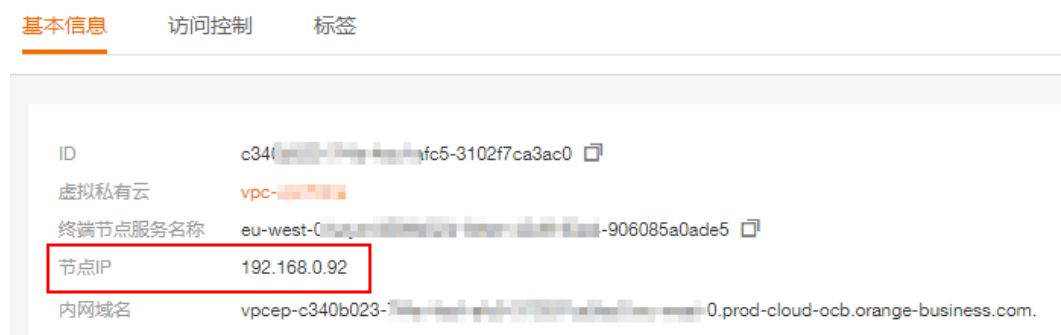 基本信息 访问控制 标签
ID c340 afc5-3102f7ca3ac0
虚拟私有云 vpc-
终端节点服务名称 eu-west-0 -906085a0ade5
节点IP 192.168.0.92
内网域名 vpcep-c340b023- 0.prod-cloud-ocb.orange-business.com.